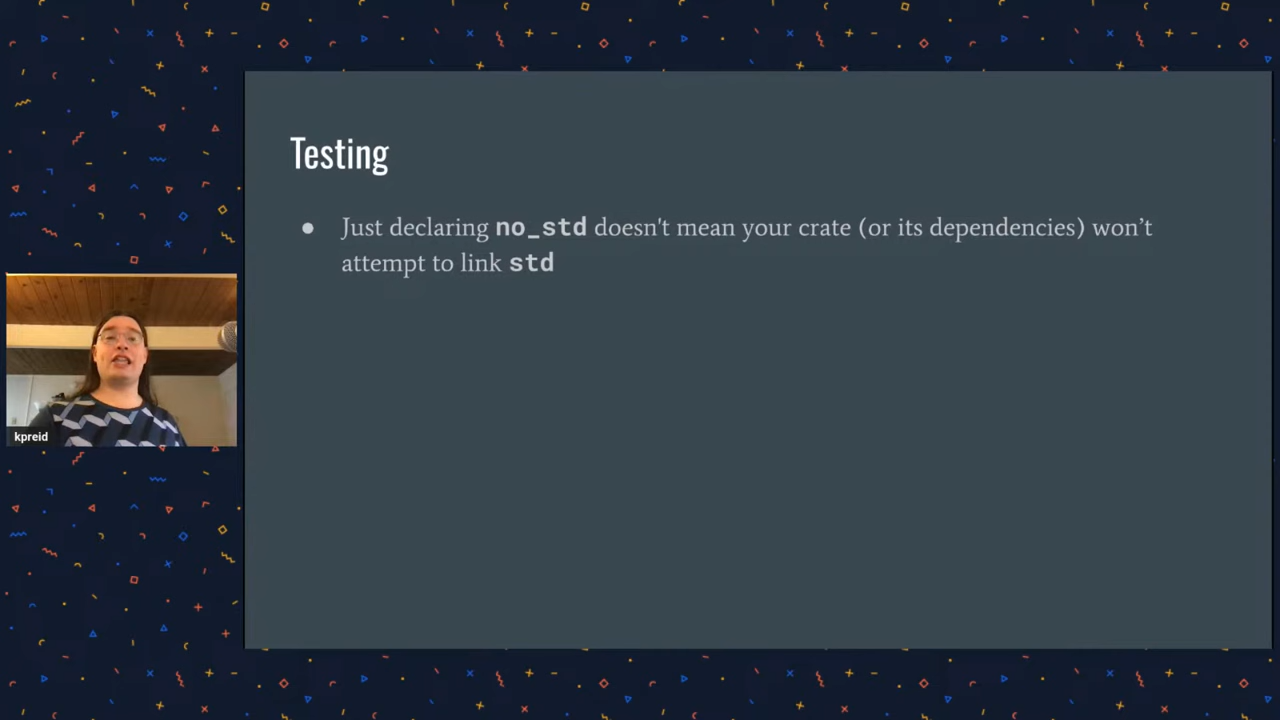 Testing
● Just declaring no_std doesn't mean your crate (or its dependencies) won’t
attempt to link std
kpreid